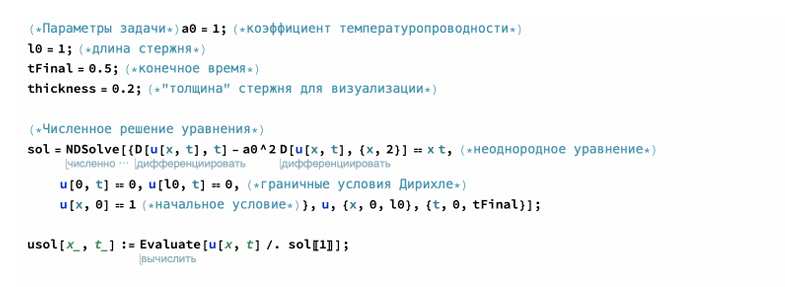 (*Параметры задачи*)a0 = 1; (*коэффициент температуропроводности*)
l0 = 1; (*длина стержня*)
tFinal = 0.5; (*конечное время*)
thickness = 0.2; (*"толщина" стержня для визуализации*)
(*Численное решение уравнения*)
sol = NDSolve[{D[u[x, t], t] - a0^2 D[u[x, t], {x, 2}] == x t, (*неоднородное уравнение*)
численно ⋯ дифференцировать дифференцировать
u[0, t] == 0, u[l0, t] == 0, (*граничные условия Дирихле*)
u[x, 0] == 1 (*начальное условие*)}, u, {x, 0, l0}, {t, 0, tFinal}];
usol[x_, t_] := Evaluate[u[x, t] /. sol〚1〛];
вычислить